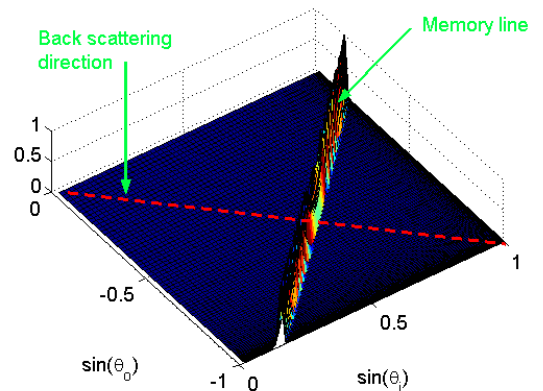 Back scattering
direction
Memory line
1
0.5
0
0
-0.5
-1
0
0.5
1
sin(θ₀)
sin(θᵢ)